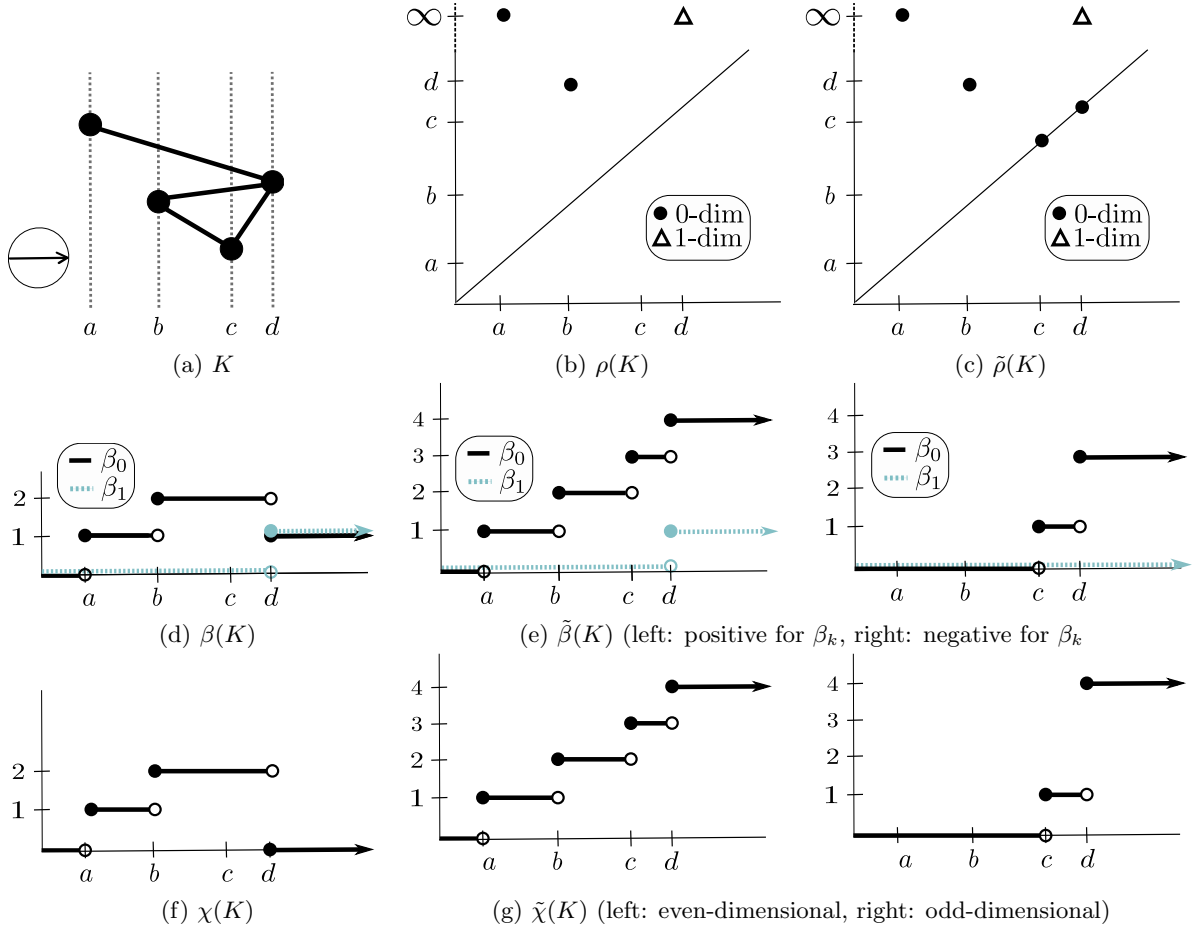 ∞
∞
d
c
b
a
0-dim
1-dim
d
c
b
a
0-dim
1-dim
a b c d
a b c d
a b c d
(a) K
(b) ρ(K)
(c) ρ̃(K)
β₀
β₁
2
1
a b c d
4
3
2
1
β₀
β₁
a b c d
4
3
2
1
β₀
β₁
a b c d
(d) β(K)
(e) β̃(K) (left: positive for βₖ, right: negative for βₖ
2
1
a b c d
4
3
2
1
a b c d
4
3
2
1
a b c d
(f) χ(K)
(g) χ̃(K) (left: even-dimensional, right: odd-dimensional)